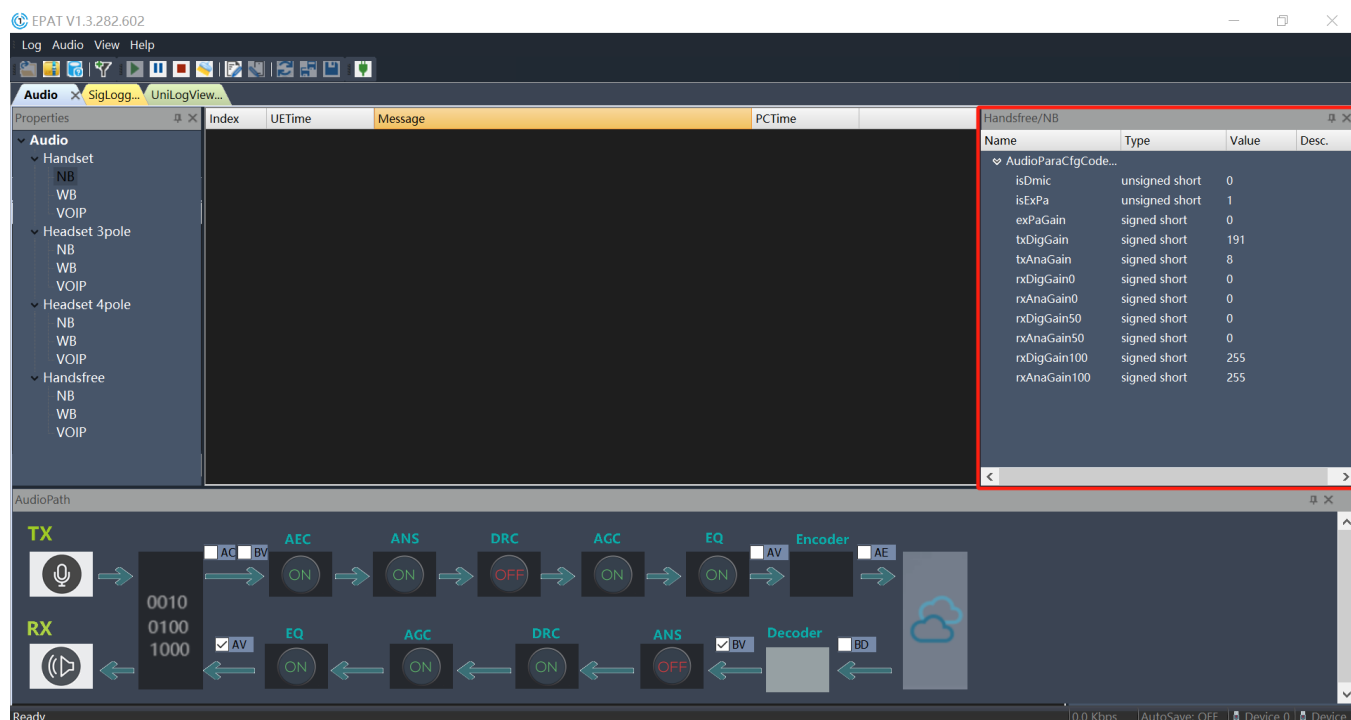 EPAT V1.3.282.602
Log Audio View Help
Audio SigLogg... UniLogView...
Properties
Audio
Handset
NB
WB
VOIP
Headset 3pole
NB
WB
VOIP
Headset 4pole
NB
WB
VOIP
Handsfree
NB
WB
VOIP
Index UETime Message PCTime
Handsfree/NB
Name Type Value Desc.
AudioParaCfgCode...
isDmic unsigned short 0
isExPa unsigned short 1
exPaGain signed short 0
txDigGain signed short 191
txAnaGain signed short 8
rxDigGain0 signed short 0
rxAnaGain0 signed short 0
rxDigGain50 signed short 0
rxAnaGain50 signed short 0
rxDigGain100 signed short 255
rxAnaGain100 signed short 255
AudioPath
TX
AC BV AEC ANS DRC AGC EQ AV Encoder AE
ON ON OFF ON ON
0010
0100
1000
RX
AV EQ AGC DRC ANS BV Decoder BD
ON ON ON OFF
Ready 0.0 Kbps AutoSave: OFF Device 0 Device